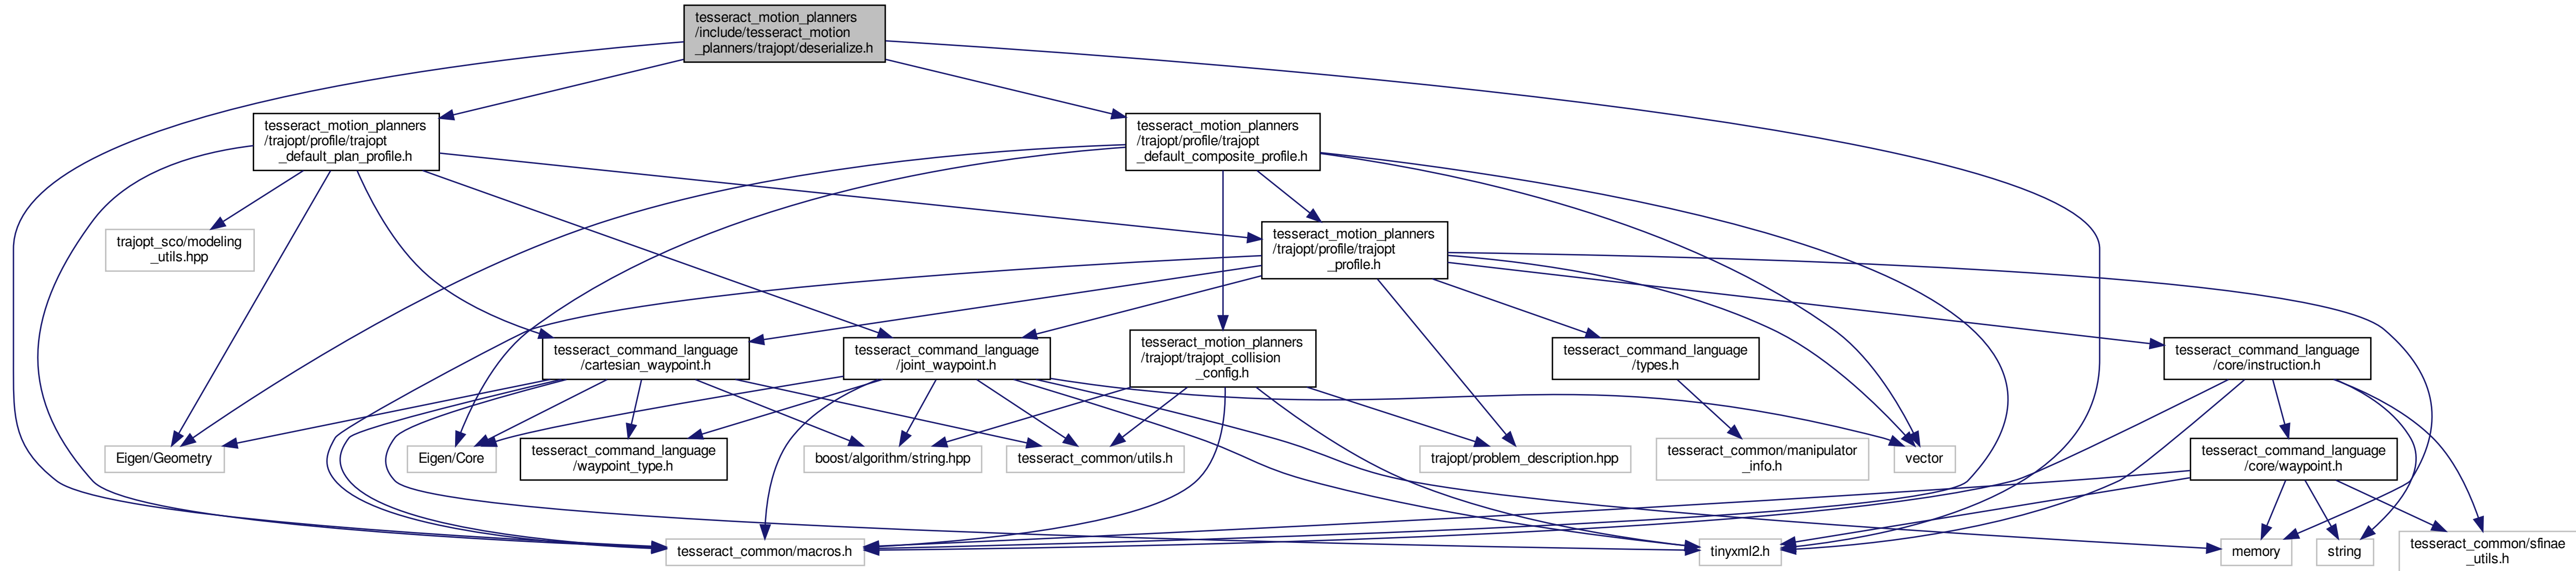 tesseract_motion_planners
/include/tesseract_motion
_planners/trajopt/deserialize.h
tesseract_motion_planners
/trajopt/profile/trajopt
_default_plan_profile.h
tesseract_motion_planners
/trajopt/profile/trajopt
_default_composite_profile.h
trajopt_sco/modeling
_utils.hpp
tesseract_motion_planners
/trajopt/profile/trajopt
_profile.h
tesseract_command_language
/cartesian_waypoint.h
tesseract_command_language
/joint_waypoint.h
tesseract_motion_planners
/trajopt/trajopt_collision
_config.h
tesseract_command_language
/types.h
tesseract_command_language
/core/instruction.h
Eigen/Geometry
Eigen/Core
tesseract_command_language
/waypoint_type.h
boost/algorithm/string.hpp
tesseract_common/utils.h
trajopt/problem_description.hpp
tesseract_common/manipulator
_info.h
vector
tesseract_command_language
/core/waypoint.h
tesseract_common/macros.h
tinyxml2.h
memory
string
tesseract_common/sfinae
_utils.h